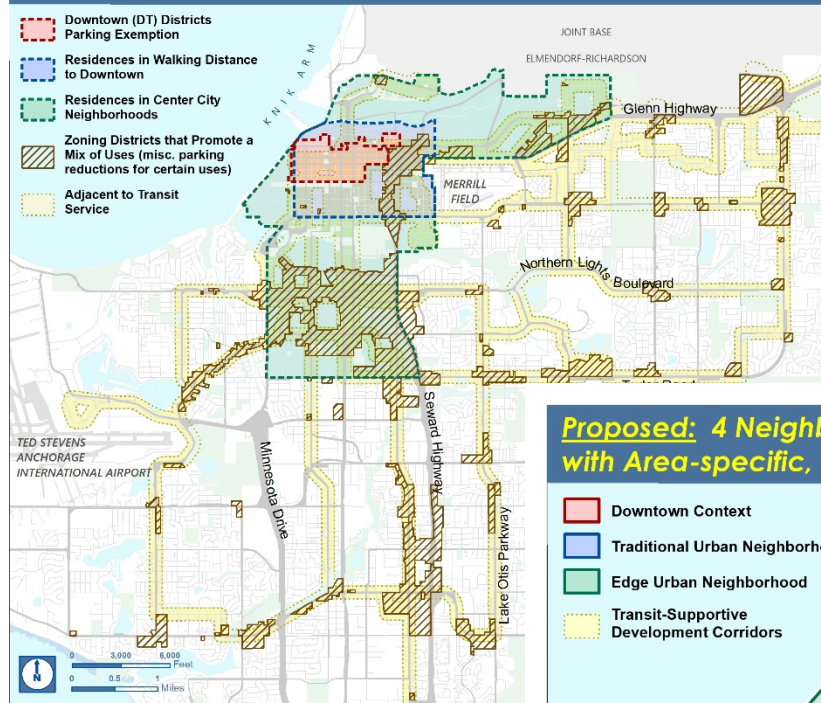 Downtown (DT) Districts
Parking Exemption
Residences in Walking Distance
to Downtown
Residences in Center City
Neighborhoods
Zoning Districts that Promote a
Mix of Uses (misc. parking
reductions for certain uses)
Adjacent to Transit
Service
KNIK ARM
JOINT BASE
ELMENDORF-RICHARDSON
Glenn Highway
MERRILL
FIELD
Northern Lights
Boulevard
TED STEVENS
ANCHORAGE
INTERNATIONAL AIRPORT
Minnesota Drive
Seward Highway
Lake Otis Parkway
0 3,000 6,000
Feet
0 0.5 1
Miles
N
Proposed: 4 Neighb
with Area-specific,
Downtown Context
Traditional Urban Neighborho
Edge Urban Neighborhood
Transit-Supportive
Development Corridors